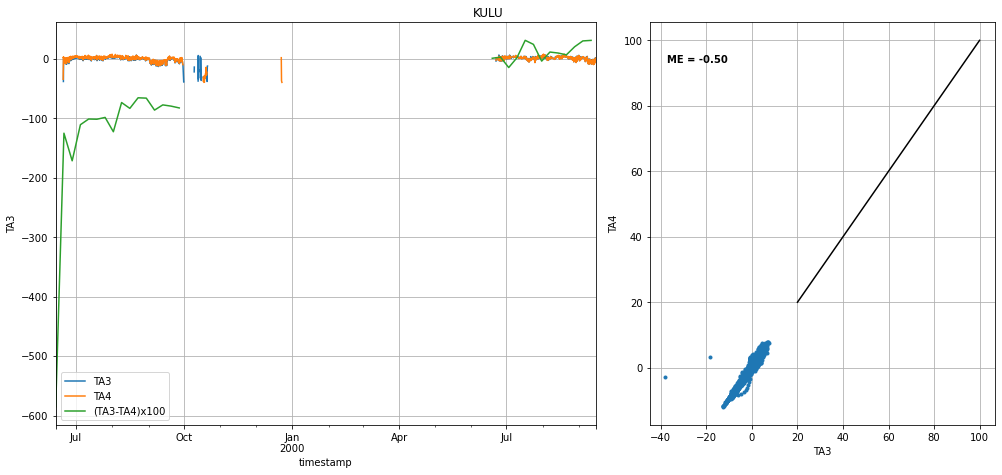 KULU
TA3
0
−100
−200
−300
−400
−500
−600
TA3
TA4
(TA3-TA4)x100
Jul
Oct
Jan
2000
Apr
Jul
timestamp
ME = -0.50
TA4
100
80
60
40
20
0
−40
−20
0
20
40
60
80
100
TA3